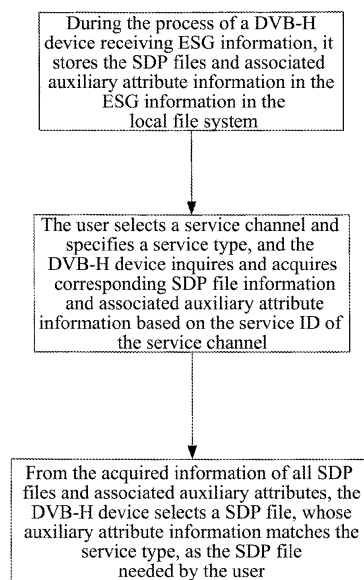 During the process of a DVB-H
device receiving ESG information, it
stores the SDP files and associated
auxiliary attribute information in the
ESG information in the
local file system
The user selects a service channel and
specifies a service type, and the
DVB-H device inquires and acquires
corresponding SDP file information
and associated auxiliary attribute
information based on the service ID of
the service channel
From the acquired information of all SDP
files and associated auxiliary attributes, the
DVB-H device selects a SDP file, whose
auxiliary attribute information matches the
service type, as the SDP file
needed by the user